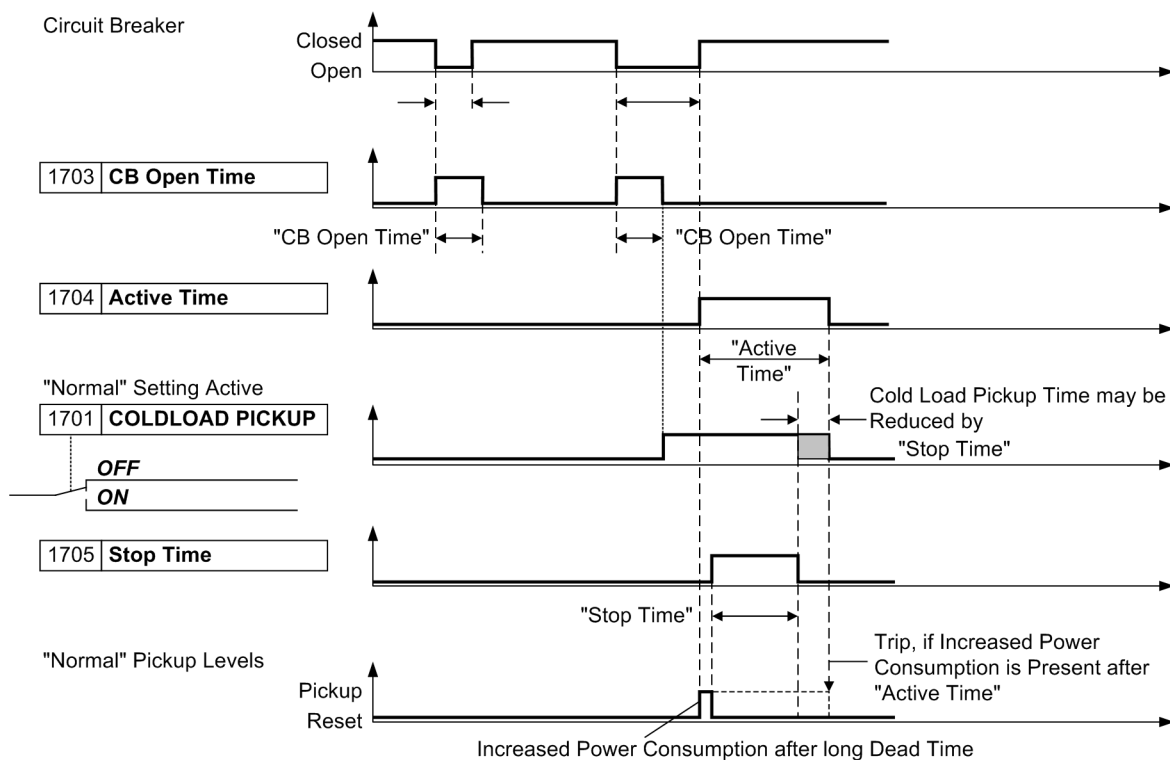 Circuit Breaker
Closed
Open
1703 CB Open Time
"CB Open Time"
"CB Open Time"
1704 Active Time
"Active
Time"
"Normal" Setting Active
1701 COLDLOAD PICKUP
OFF
ON
Cold Load Pickup Time may be
Reduced by
"Stop Time"
1705 Stop Time
"Stop Time"
"Normal" Pickup Levels
Pickup
Reset
Trip, if Increased Power
Consumption is Present after
"Active Time"
Increased Power Consumption after long Dead Time